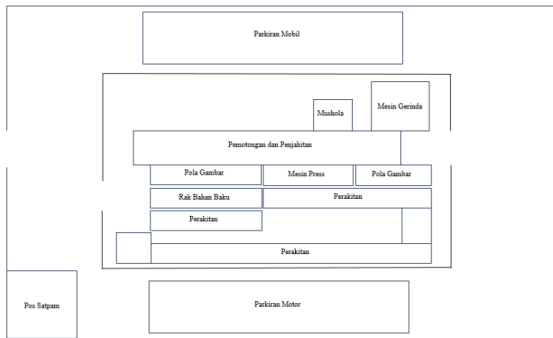 Parkiran Mobil
Mesin Gerinda
Mushola
Pemotongan dan Penjahitan
Pola Gambar
Mesin Press
Pola Gambar
Rak Bahan Baku
Perakitan
Perakitan
Perakitan
Pos Satpam
Parkiran Motor